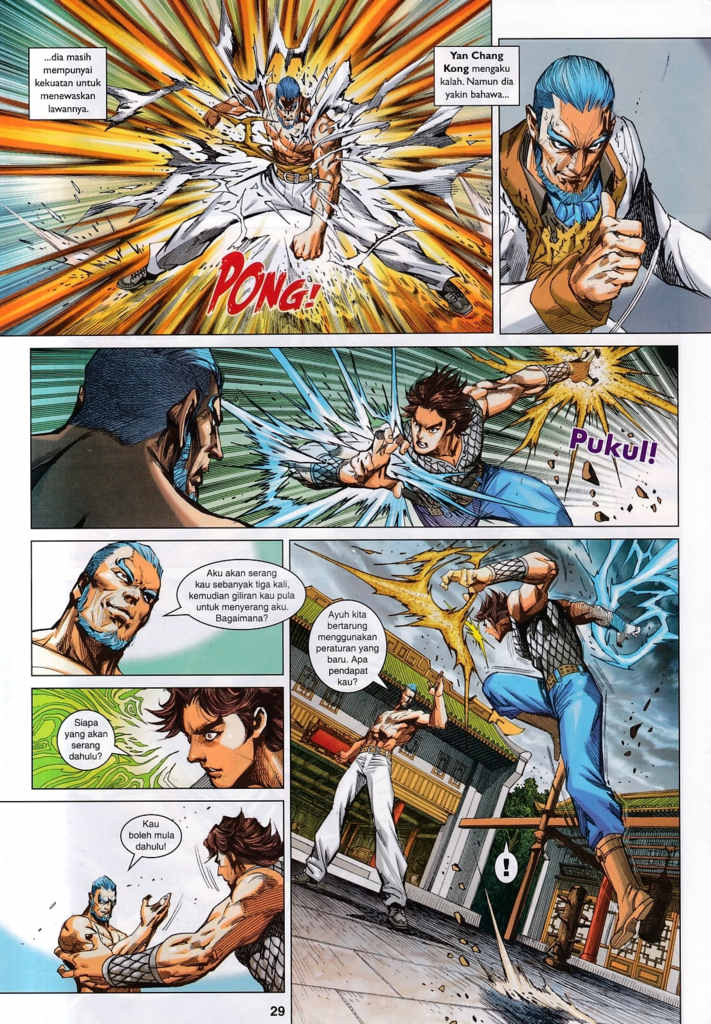 Yan Chang
Kong mengaku
kalah. Namun dia
yakin bahawa...
...dia masih
mempunyai
kekuatan untuk
menewaskan
lawannya.
PONG!
Pukul!
Ayuh kita
bertarung
menggunakan
peraturan yang
baru. Apa
pendapat
kau?
!
Aku akan serang
kau sebanyak tiga kali,
kemudian giliran kau pula
untuk menyerang aku.
Bagaimana?
Siapa
yang akan
serang
dahulu?
Kau
boleh mula
dahulu!
29